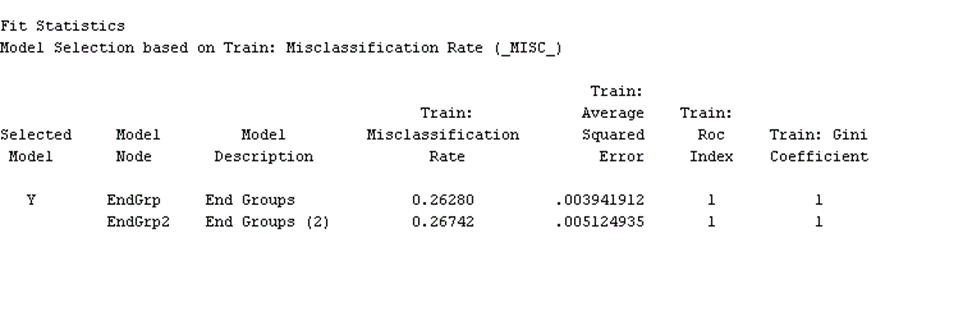 Fit Statistics
Model Selection based on Train: Misclassification Rate (_MISC_)
Train:
Train: Average Train:
Selected Model Model Misclassification Squared Roc Train: Gini
Model Node Description Rate Error Index Coefficient
Y EndGrp End Groups 0.26280 .003941912 1 1
EndGrp2 End Groups (2) 0.26742 .005124935 1 1